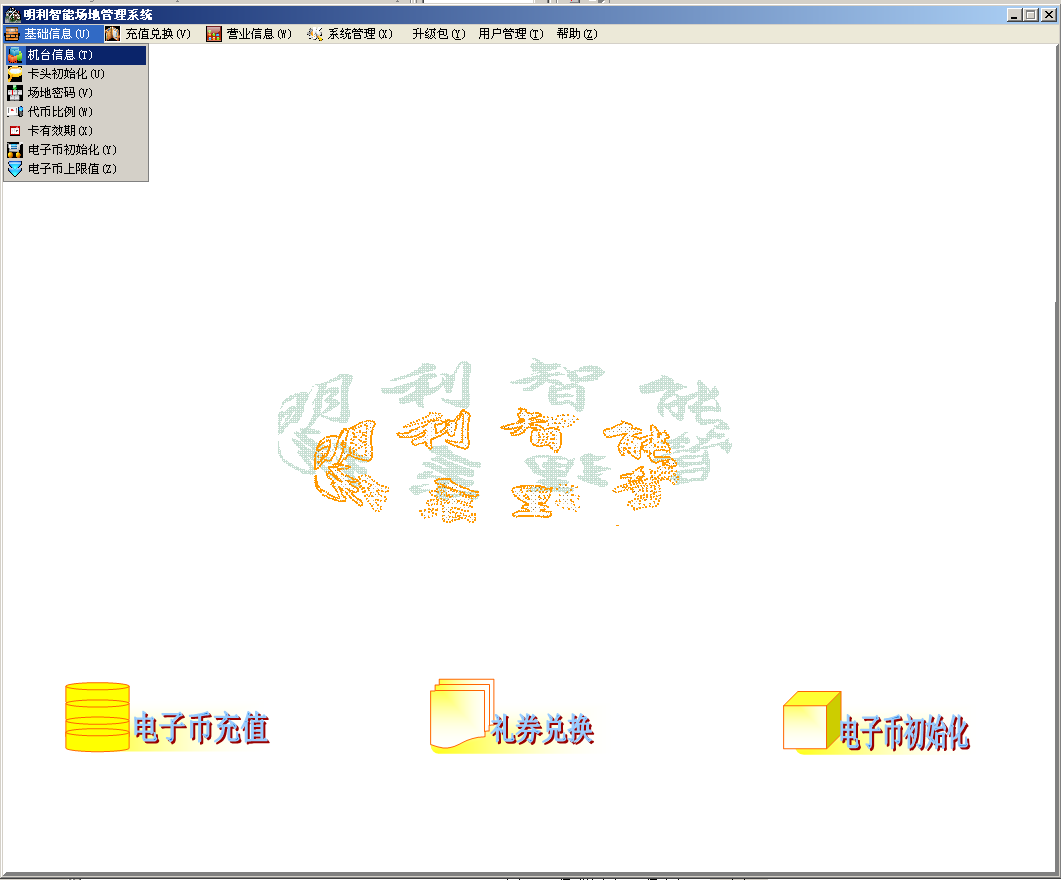 明利智能场地管理系统
基础信息(U) 充值兑换(V) 营业信息(W) 系统管理(X) 升级包(Y) 用户管理(T) 帮助(Z)
机台信息(T)
卡头初始化(U)
场地密码(V)
代币比例(W)
卡有效期(X)
电子币初始化(Y)
电子币上限值(Z)
明利智能
明利智能
电子币充值 礼券兑换 电子币初始化